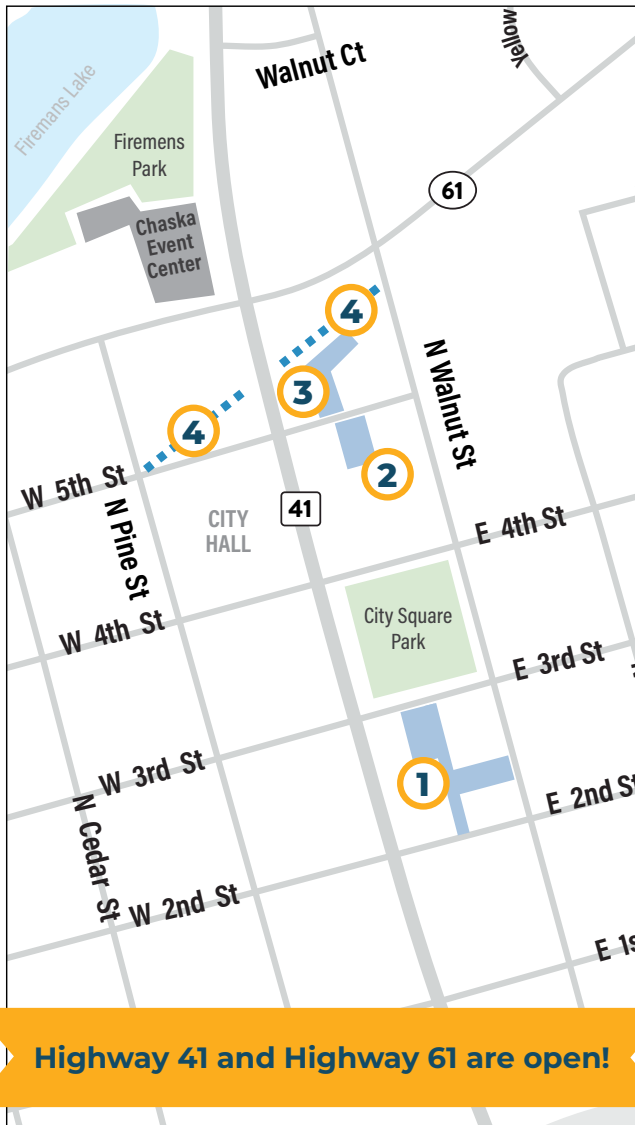 Yellow
Walnut Ct
Firemans Lake
Firemens
Park
61
Chaska
Event
Center
4
3
N Walnut St
4
2
W 5th St
41
N Pine St
CITY
HALL
E 4th St
W 4th St
City Square
Park
E 3rd St
W 3rd St
1
E 2nd St
N Cedar St
W 2nd St
E 1s
Highway 41 and Highway 61 are open!